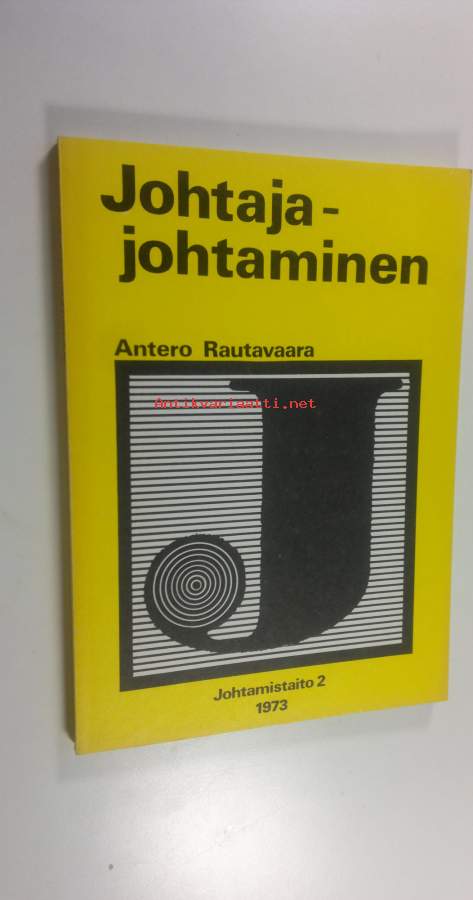 Johtaja-
johtaminen
Antero Rautavaara
Antikvariaatti.net
Johtamistaito 2
1973